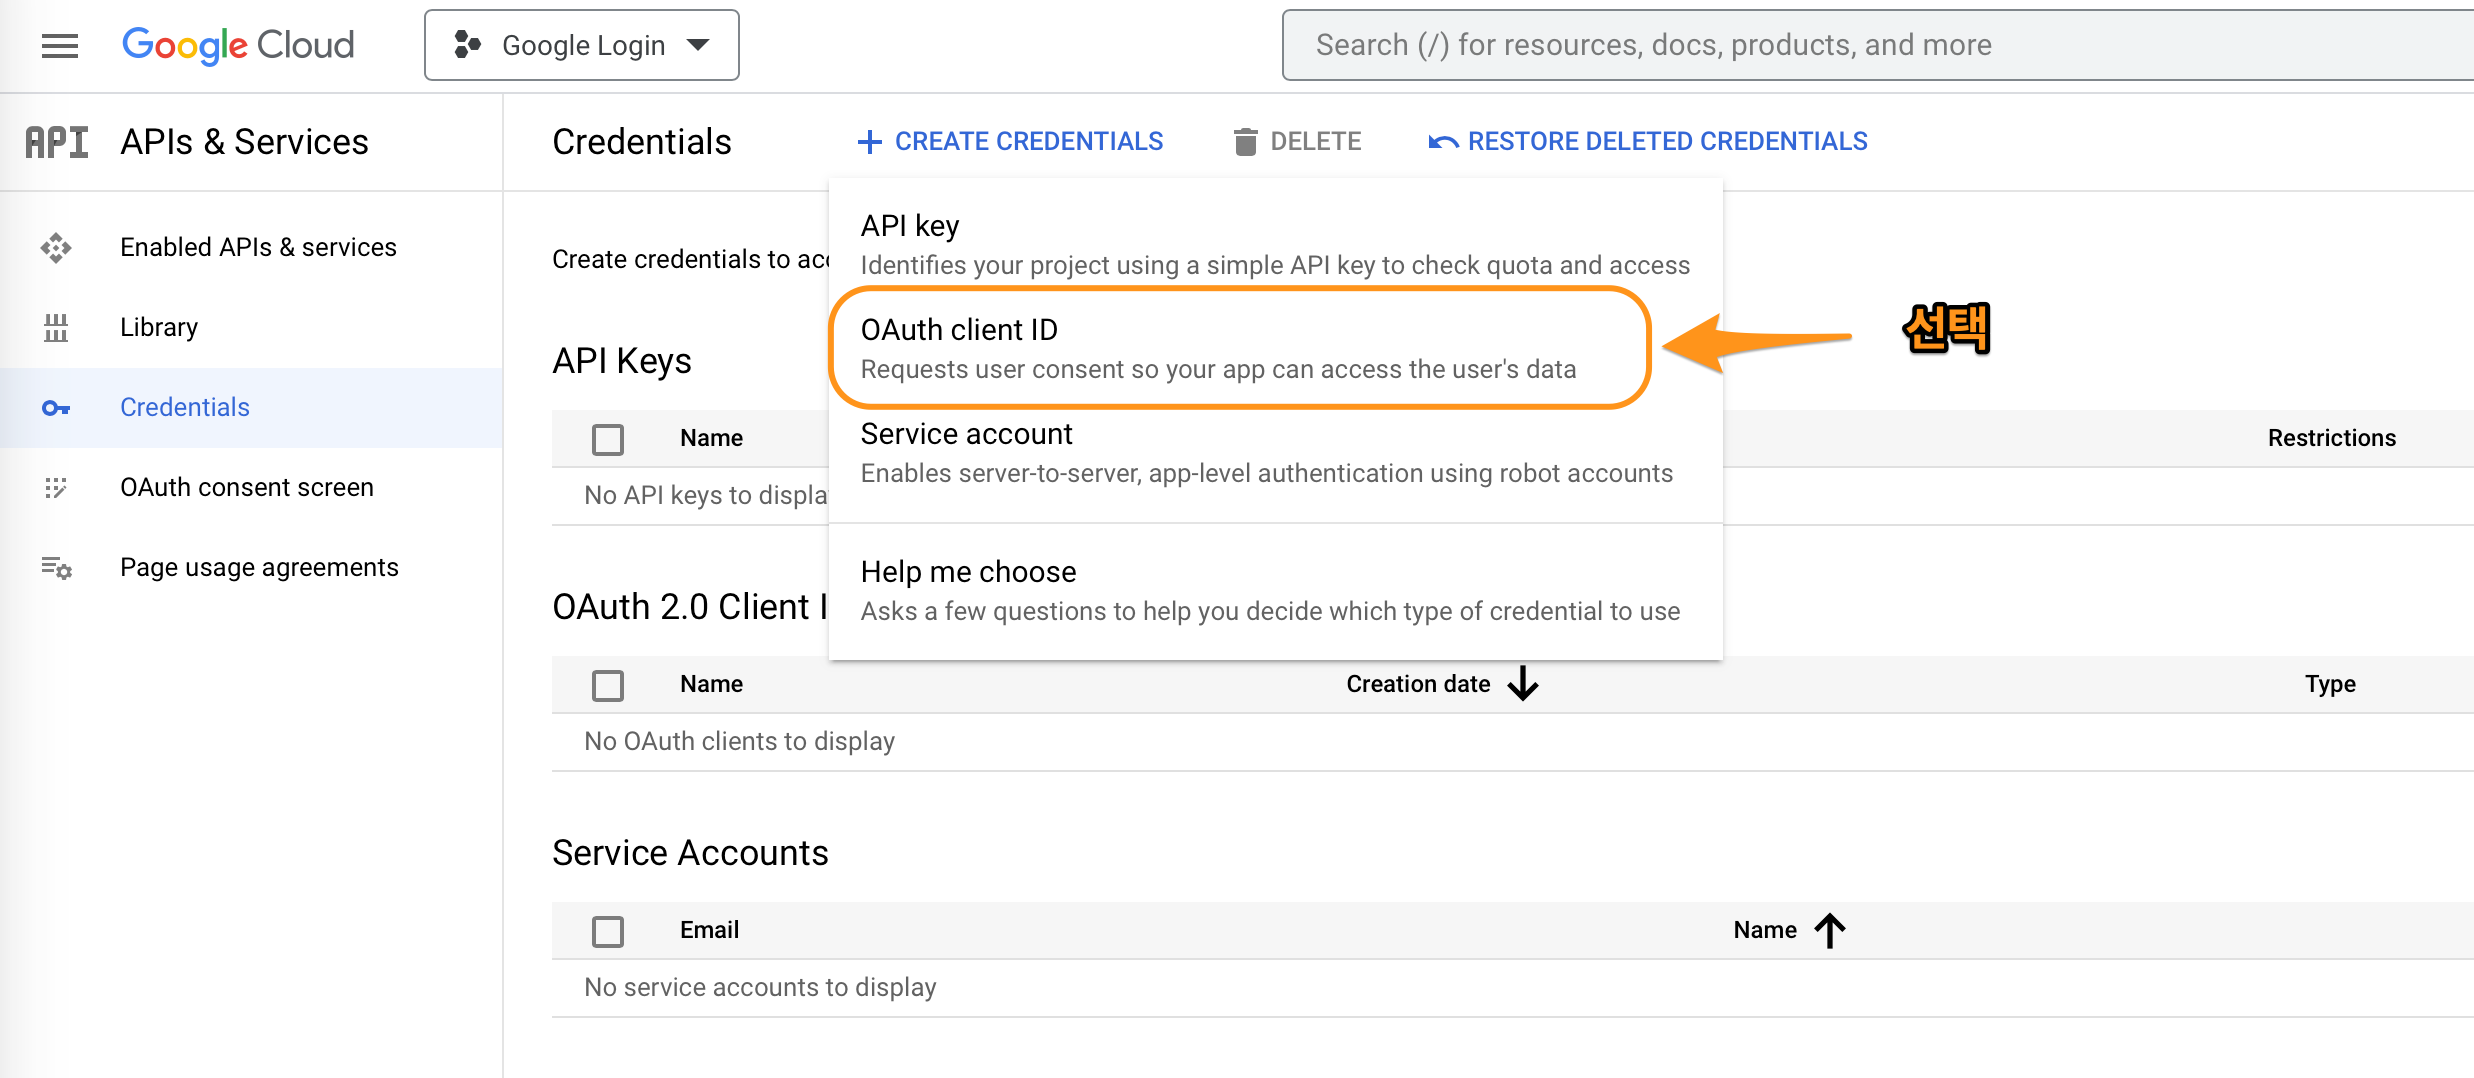 Google Cloud
Google Login
Search (/) for resources, docs, products, and more
API
APIs & Services
Credentials
CREATE CREDENTIALS
DELETE
RESTORE DELETED CREDENTIALS
Enabled APIs & services
Library
Credentials
OAuth consent screen
Page usage agreements
Create credentials to acc
API key
Identifies your project using a simple API key to check quota and access
OAuth client ID
Requests user consent so your app can access the user's data
선택
Service account
Enables server-to-server, app-level authentication using robot accounts
Help me choose
Asks a few questions to help you decide which type of credential to use
API Keys
Name
Restrictions
No API keys to displa
OAuth 2.0 Client I
Name
Creation date
Type
No OAuth clients to display
Service Accounts
Email
Name
No service accounts to display